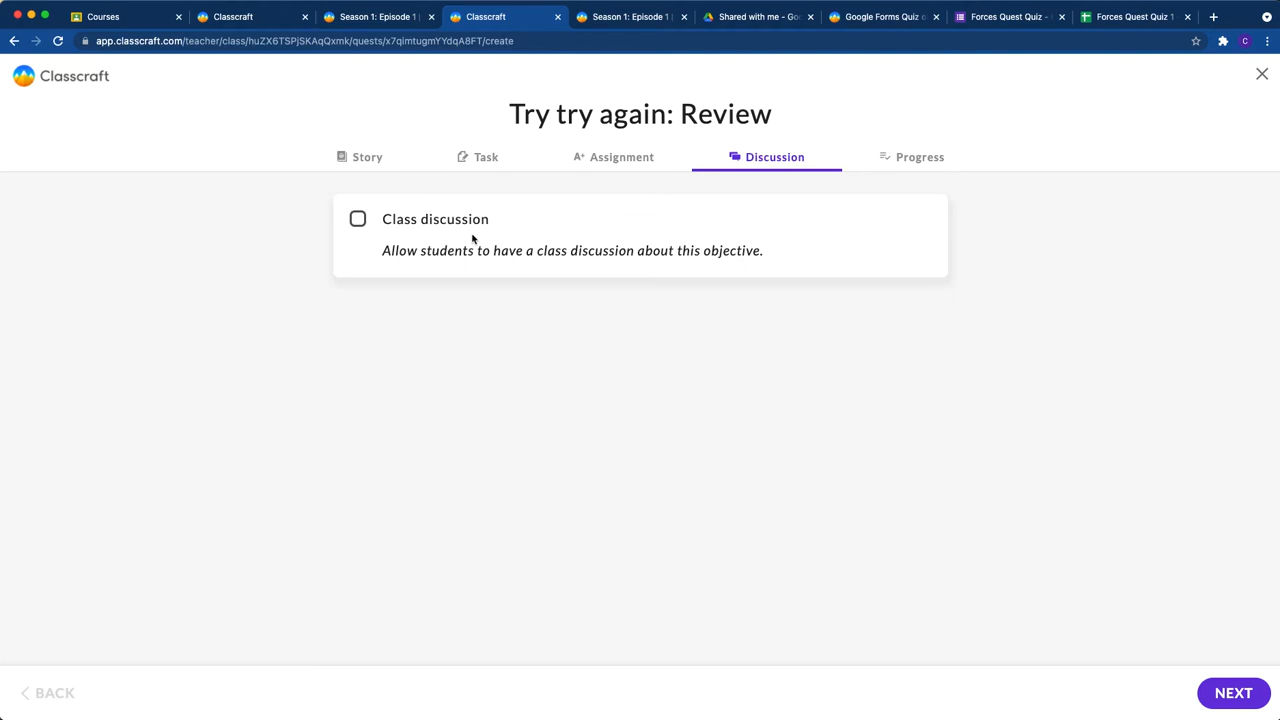 Courses
Classcraft
Season 1: Episode 1
Classcraft
Season 1: Episode 1
Shared with me - Goo
Google Forms Quiz o
Forces Quest Quiz -
Forces Quest Quiz 1
app.classcraft.com/teacher/class/huZX6TSPjSKAqQxmk/quests/x7qimtugmYYdqA8FT/create
C
Classcraft
Try try again: Review
Story
Task
A+ Assignment
Discussion
Progress
Class discussion
Allow students to have a class discussion about this objective.
BACK
NEXT